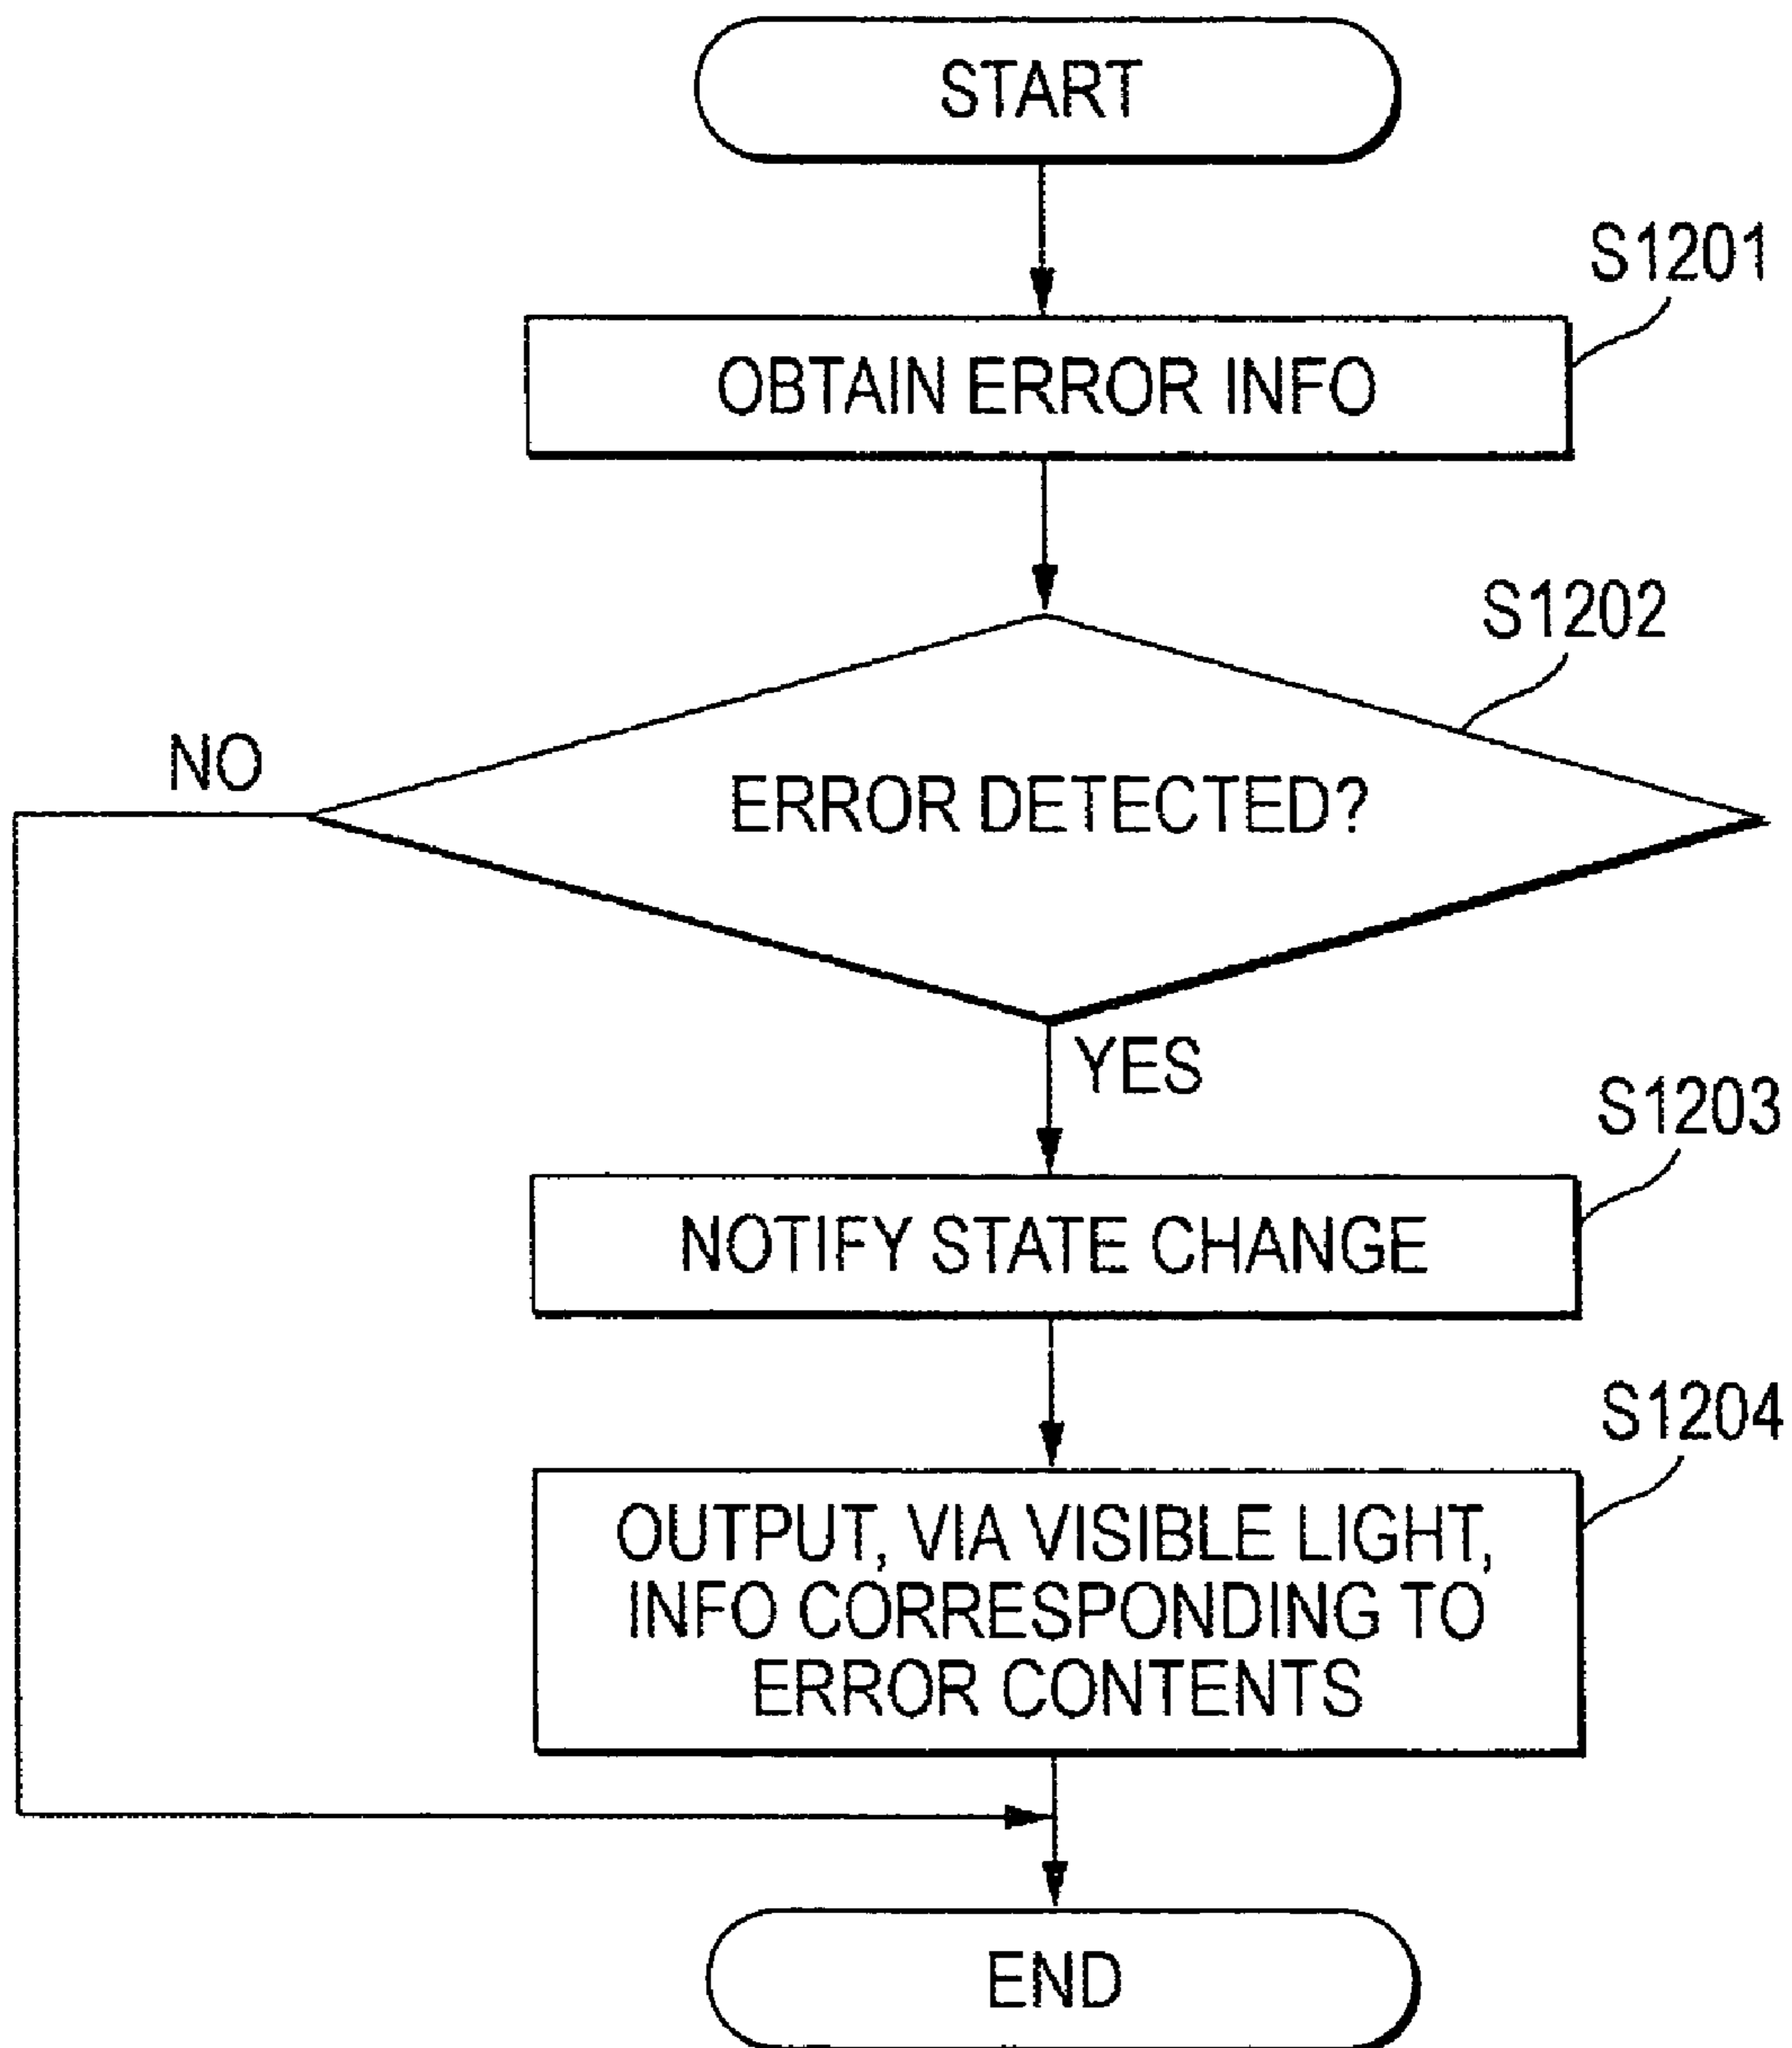 START
S1201
OBTAIN ERROR INFO
S1202
NO
ERROR DETECTED?
YES
S1203
NOTIFY STATE CHANGE
S1204
OUTPUT, VIA VISIBLE LIGHT,
INFO CORRESPONDING TO
ERROR CONTENTS
END